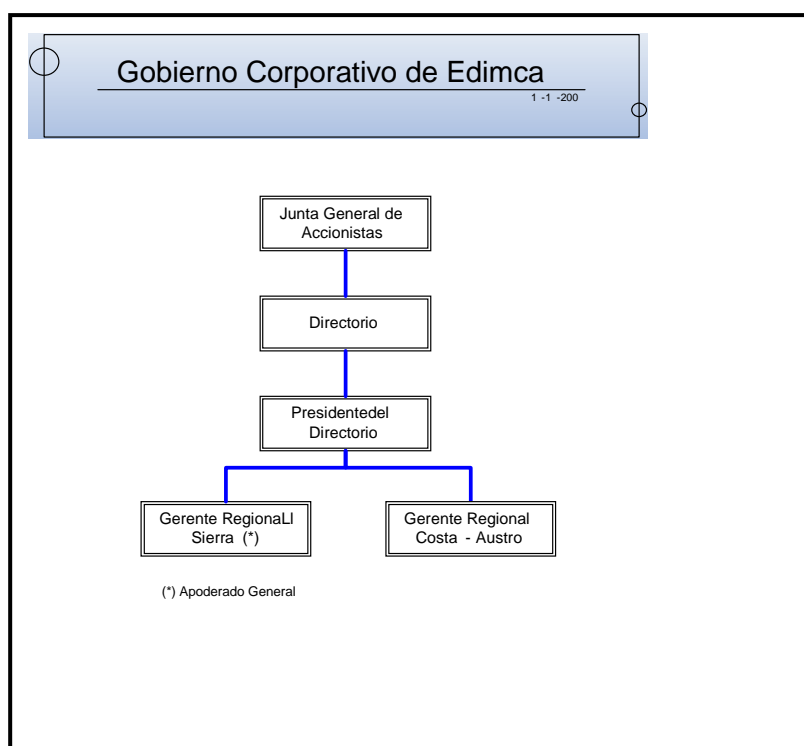 Gobierno Corporativo de Edimca
1 -1 -200
Junta General de
Accionistas
Directorio
Presidentedel
Directorio
Gerente RegionaLl
Sierra (*)
Gerente Regional
Costa - Austro
(*) Apoderado General